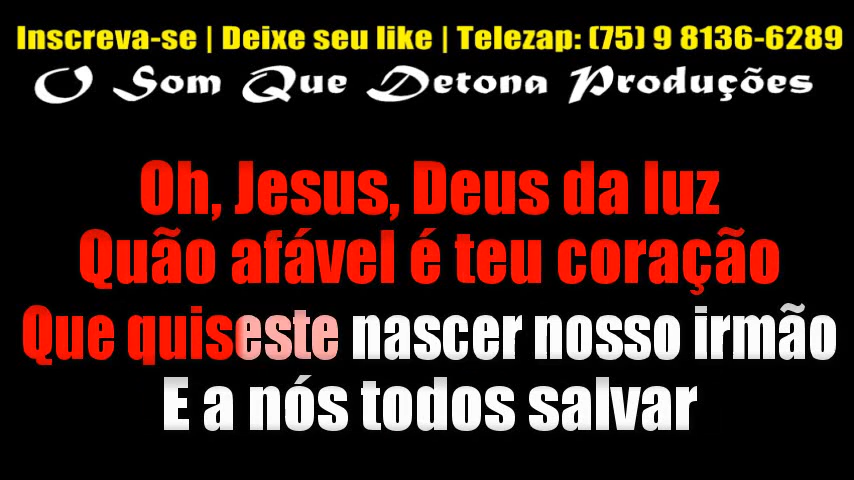 Inscreva-se | Deixe seu like | Telezap: (75) 9 8136-6289
O Som Que Detona Produções
Oh, Jesus, Deus da luz
Quão afável é teu coração
Que quiseste nascer nosso irmão
E a nós todos salvar